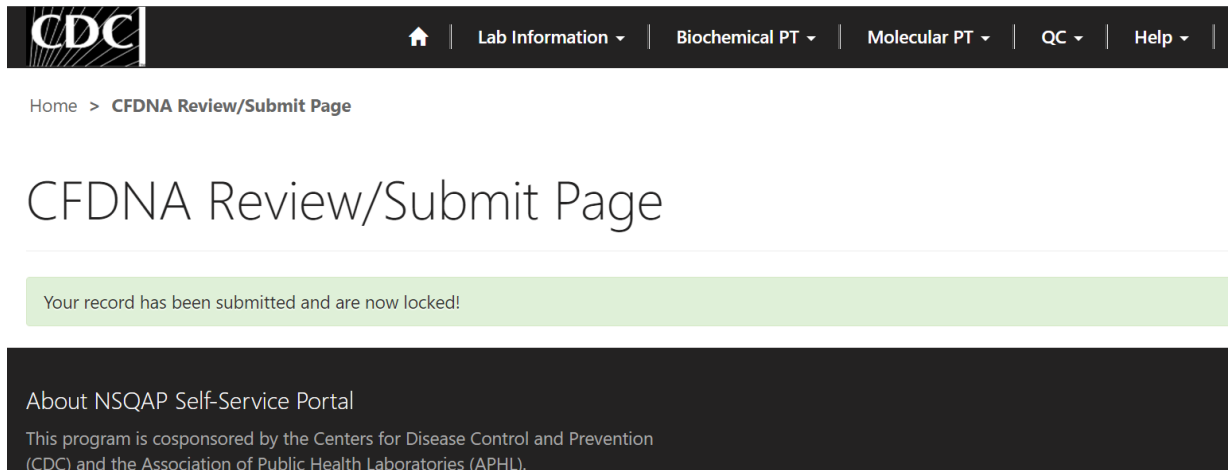 CDC
Lab Information
Biochemical PT
Molecular PT
QC
Help
Home > CFDNA Review/Submit Page
CFDNA Review/Submit Page
Your record has been submitted and are now locked!
About NSQAP Self-Service Portal
This program is cosponsored by the Centers for Disease Control and Prevention
(CDC) and the Association of Public Health Laboratories (APHL).